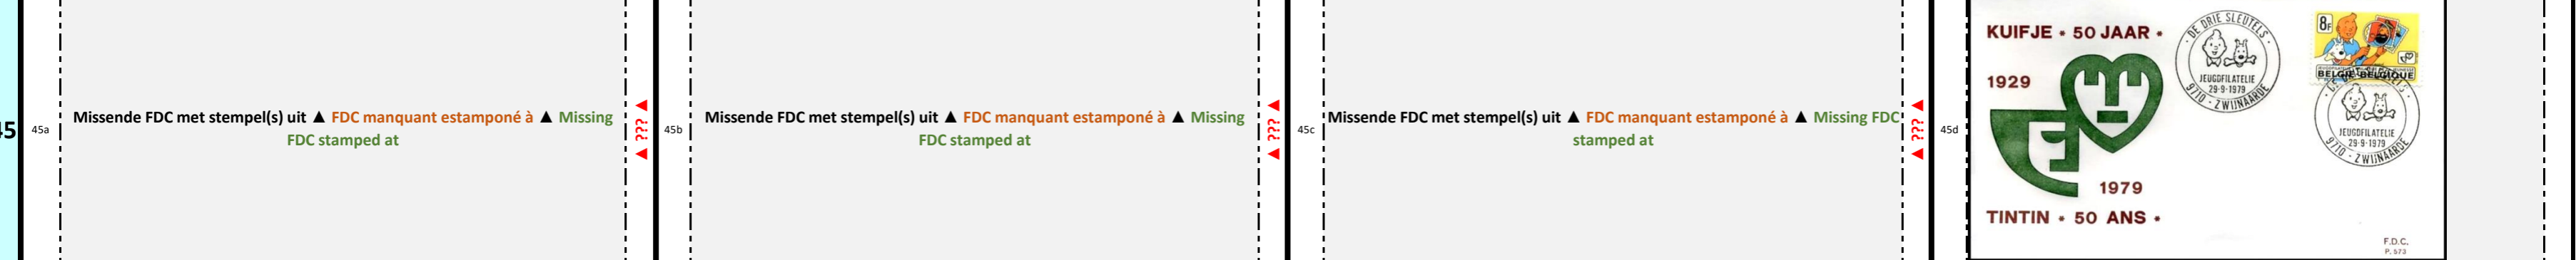 45
45a
Missende FDC met stempel(s) uit ▲ FDC manquant estamponé à ▲ Missing
FDC stamped at
◄ ??? ◄
45b
Missende FDC met stempel(s) uit ▲ FDC manquant estamponé à ▲ Missing
FDC stamped at
◄ ??? ◄
45c
Missende FDC met stempel(s) uit ▲ FDC manquant estamponé à ▲ Missing FDC
stamped at
◄ ??? ◄
45d
KUIFJE * 50 JAAR *
1929
1979
TINTIN * 50 ANS *
· DE DRIE SLEUTELS ·
JEUGDFILATELIE
29-9-1979
9710 - ZWIJNAARDE
8F
BELGIE-BELGIQUE
JEUGDFILATELIE
29-9-1979
9710 - ZWIJNAARDE
F.D.C.
P. 573